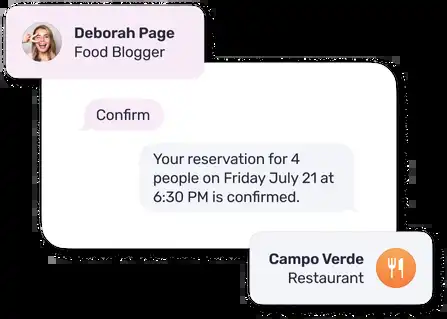 Deborah Page
Food Blogger
Confirm
Your reservation for 4
people on Friday July 21 at
6:30 PM is confirmed.
Campo Verde
Restaurant